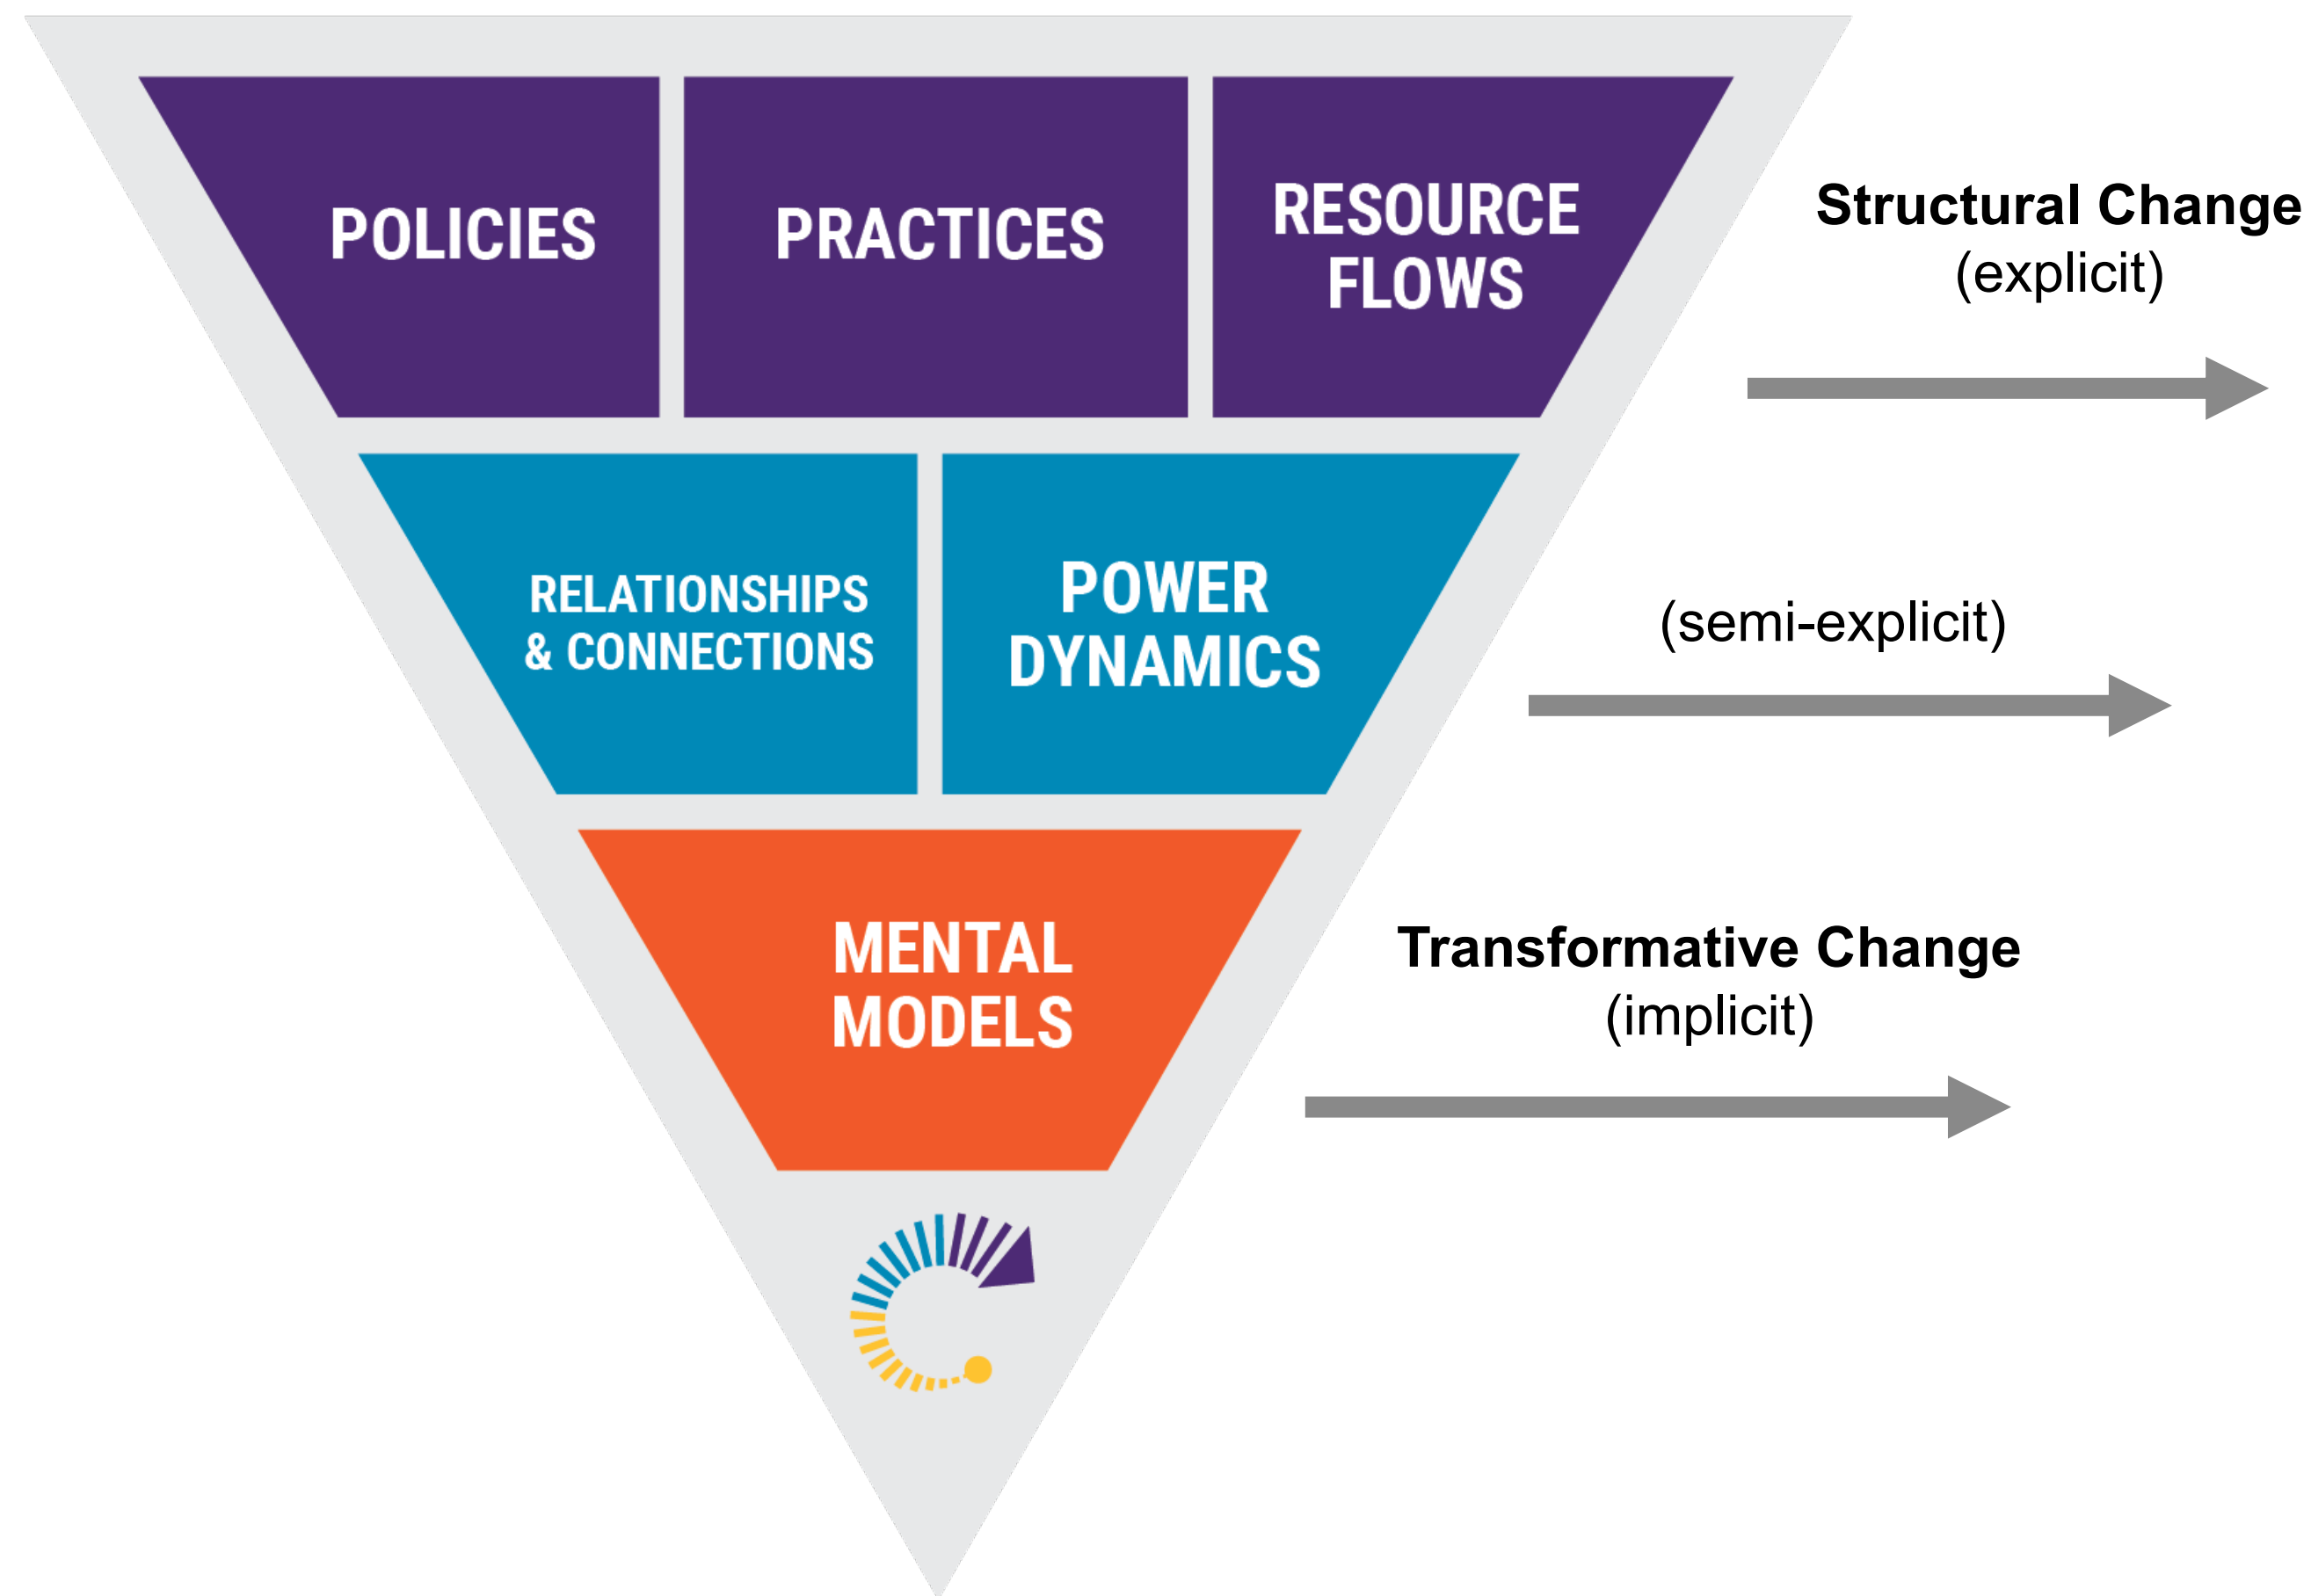 POLICIES
PRACTICES
RESOURCE
FLOWS
Structural Change
(explicit)
RELATIONSHIPS
& CONNECTIONS
POWER
DYNAMICS
(semi-explicit)
MENTAL
MODELS
Transformative Change
(implicit)